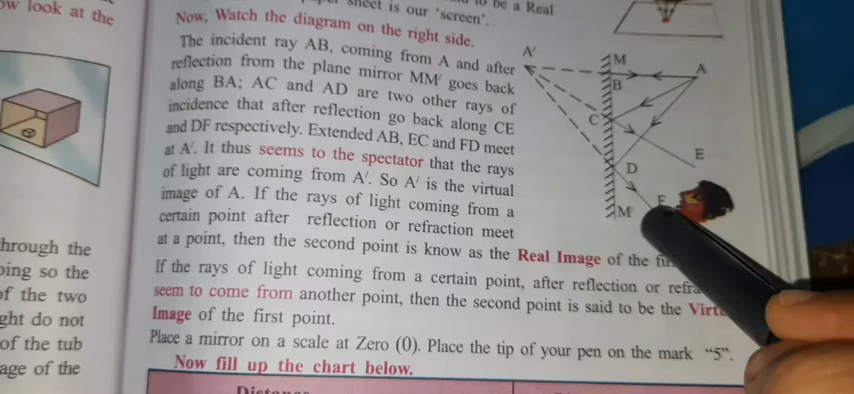 ow look at the
sheet is our 'screen'.
to be a Real
Now, Watch the diagram on the right side.
The incident ray AB, coming from A and after
reflection from the plane mirror MM′ goes back
along BA; AC and AD are two other rays of
incidence that after reflection go back along CE
and DF respectively. Extended AB, EC and FD meet
at A′. It thus seems to the spectator that the rays
of light are coming from A′. So A′ is the virtual
image of A. If the rays of light coming from a
certain point after reflection or refraction meet
at a point, then the second point is know as the Real Image of the fi
If the rays of light coming from a certain point, after reflection or refra
seem to come from another point, then the second point is said to be the Virt
Image of the first point.
Place a mirror on a scale at Zero (0). Place the tip of your pen on the mark "5".
Now fill up the chart below.
Distance
A′
M
A
B
C
E
D
F
M′
hrough the
ping so the
of the two
ght do not
of the tub
age of the